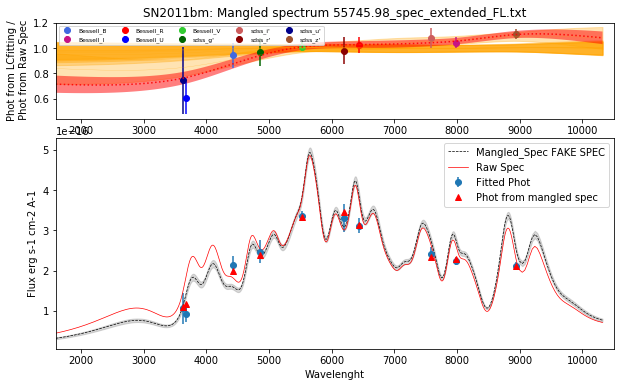 SN2011bm: Mangled spectrum 55745.98_spec_extended_FL.txt
Phot from LCfitting /
Phot from Raw Spec
1.2
1.0
0.8
0.6
Bessell_B
Bessell_R
Bessell_V
sdss_i'
sdss_u'
Bessell_I
Bessell_U
sdss_g'
sdss_r'
sdss_z'
2000 3000 4000 5000 6000 7000 8000 9000 10000
1e-16
Flux erg s-1 cm-2 A-1
5
4
3
2
1
Mangled_Spec FAKE SPEC
Raw Spec
Fitted Phot
Phot from mangled spec
2000 3000 4000 5000 6000 7000 8000 9000 10000
Wavelenght